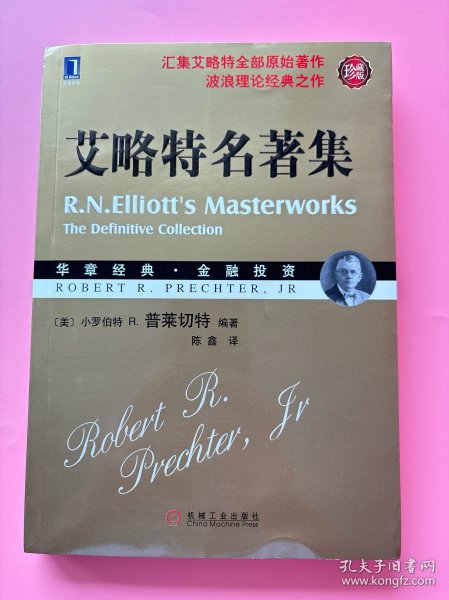 汇集艾略特全部原始著作
波浪理论经典之作
珍藏版
艾略特名著集
R.N.Elliott's Masterworks
The Definitive Collection
华章经典·金融投资
ROBERT R. PRECHTER, JR
〔美〕小罗伯特 R. 普莱切特 编著
陈鑫 译
Robert R.
Prechter, Jr
机械工业出版社
China Machine Press
孔夫子旧书网
www.kongfz.com